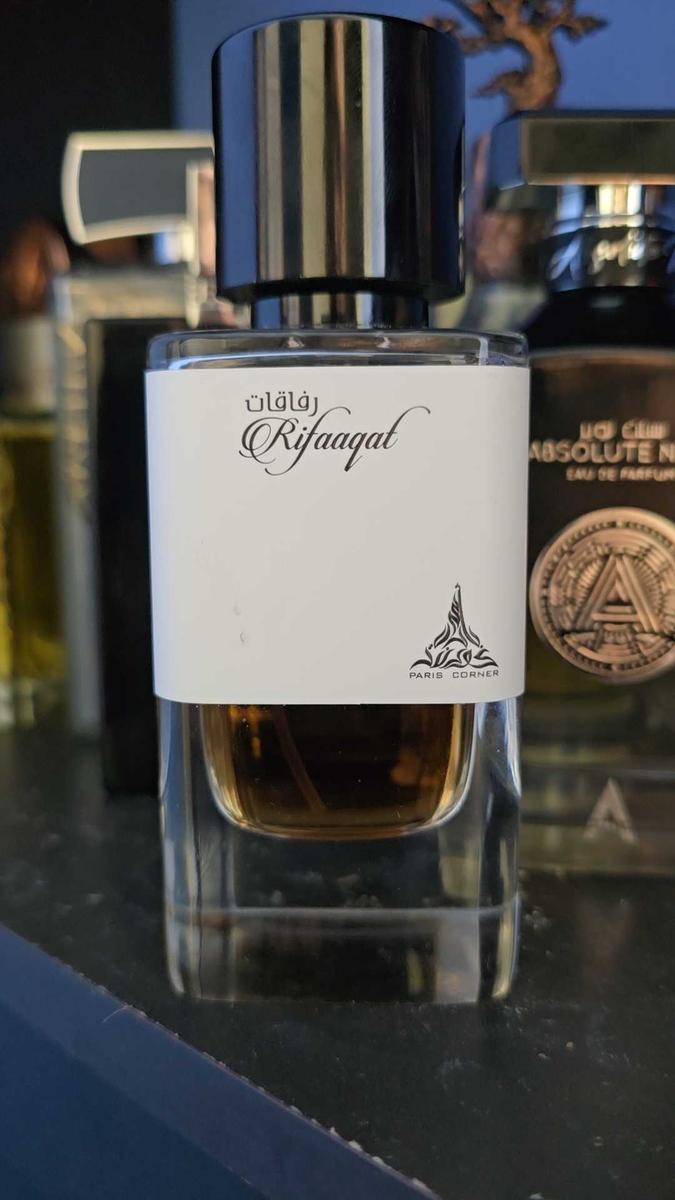 رفاقات
Rifaaqat
PARIS CORNER
ABSOLUTE N
EAU DE PARFUM
A